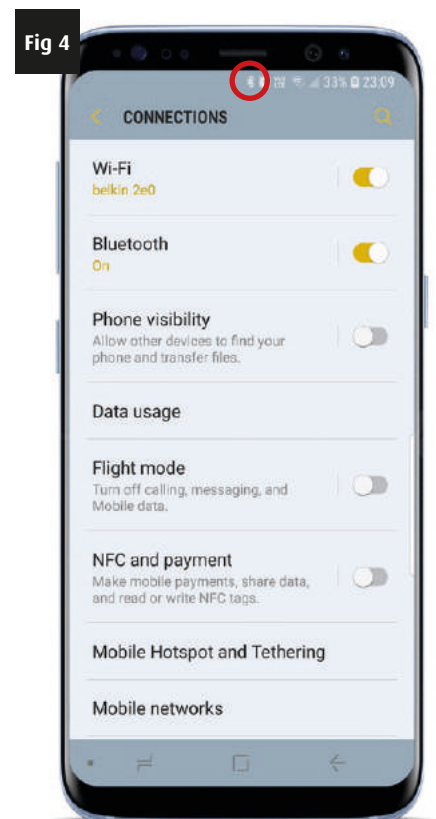 Fig 4
33% 23:09
CONNECTIONS
Wi-Fi
belkin 2e0
Bluetooth
On
Phone visibility
Allow other devices to find your
phone and transfer files.
Data usage
Flight mode
Turn off calling, messaging, and
Mobile data.
NFC and payment
Make mobile payments, share data,
and read or write NFC tags.
Mobile Hotspot and Tethering
Mobile networks